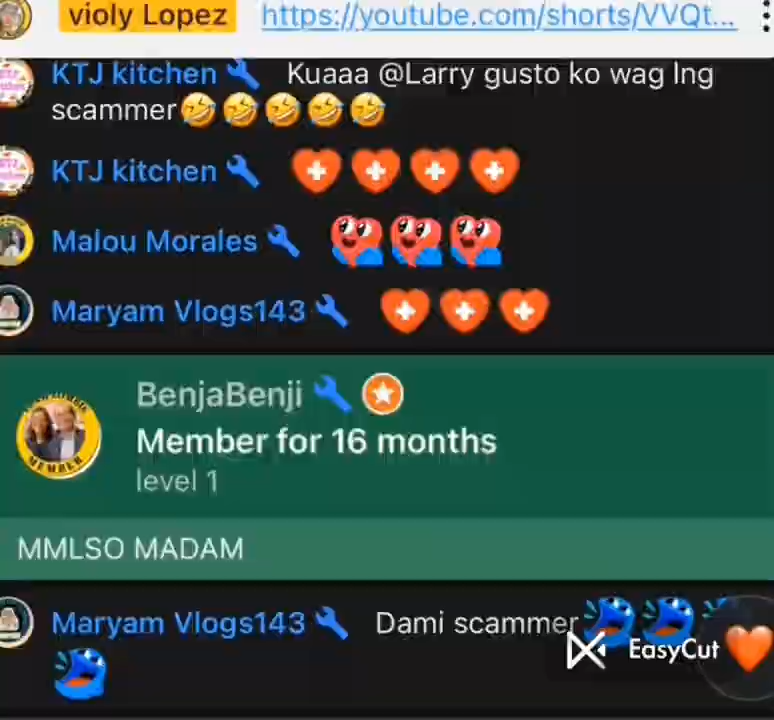 violy Lopez https://youtube.com/shorts/VVQt...
KTJ kitchen Kuaaa @Larry gusto ko wag lng
scammer🤣🤣🤣🤣🤣
KTJ kitchen
Malou Morales
Maryam Vlogs143
BenjaBenji
Member for 16 months
level 1
MEMBER
MMLSO MADAM
Maryam Vlogs143 Dami scammer
EasyCut